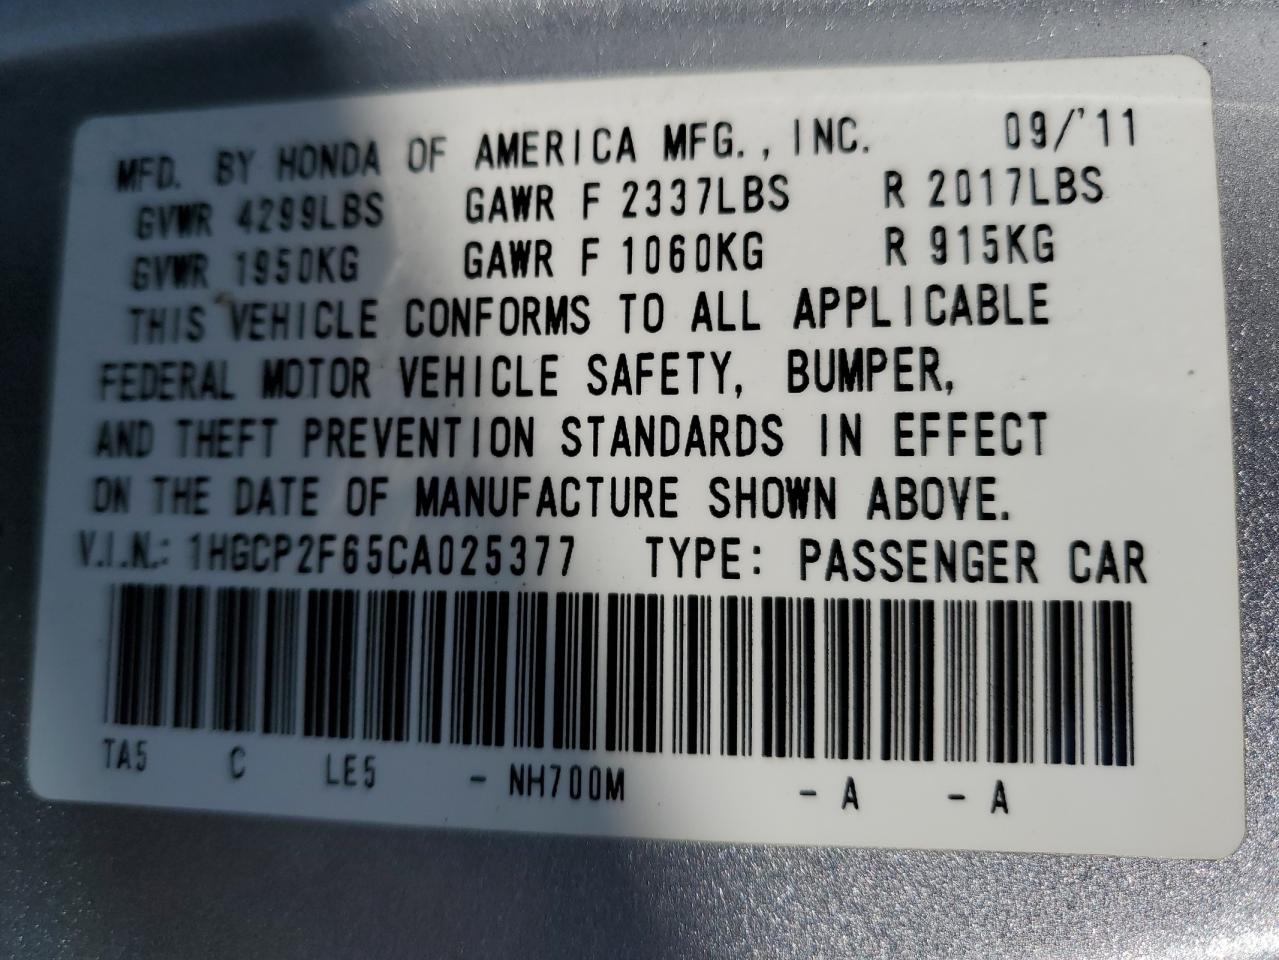 MFD. BY HONDA OF AMERICA MFG., INC. 09/'11
GVWR 4299LBS GAWR F 2337LBS R 2017LBS
GVWR 1950KG GAWR F 1060KG R 915KG
THIS VEHICLE CONFORMS TO ALL APPLICABLE
FEDERAL MOTOR VEHICLE SAFETY, BUMPER,
AND THEFT PREVENTION STANDARDS IN EFFECT
ON THE DATE OF MANUFACTURE SHOWN ABOVE.
V.I.N.: 1HGCP2F65CA025377 TYPE: PASSENGER CAR
TA5 C LE5 - NH700M - A - A